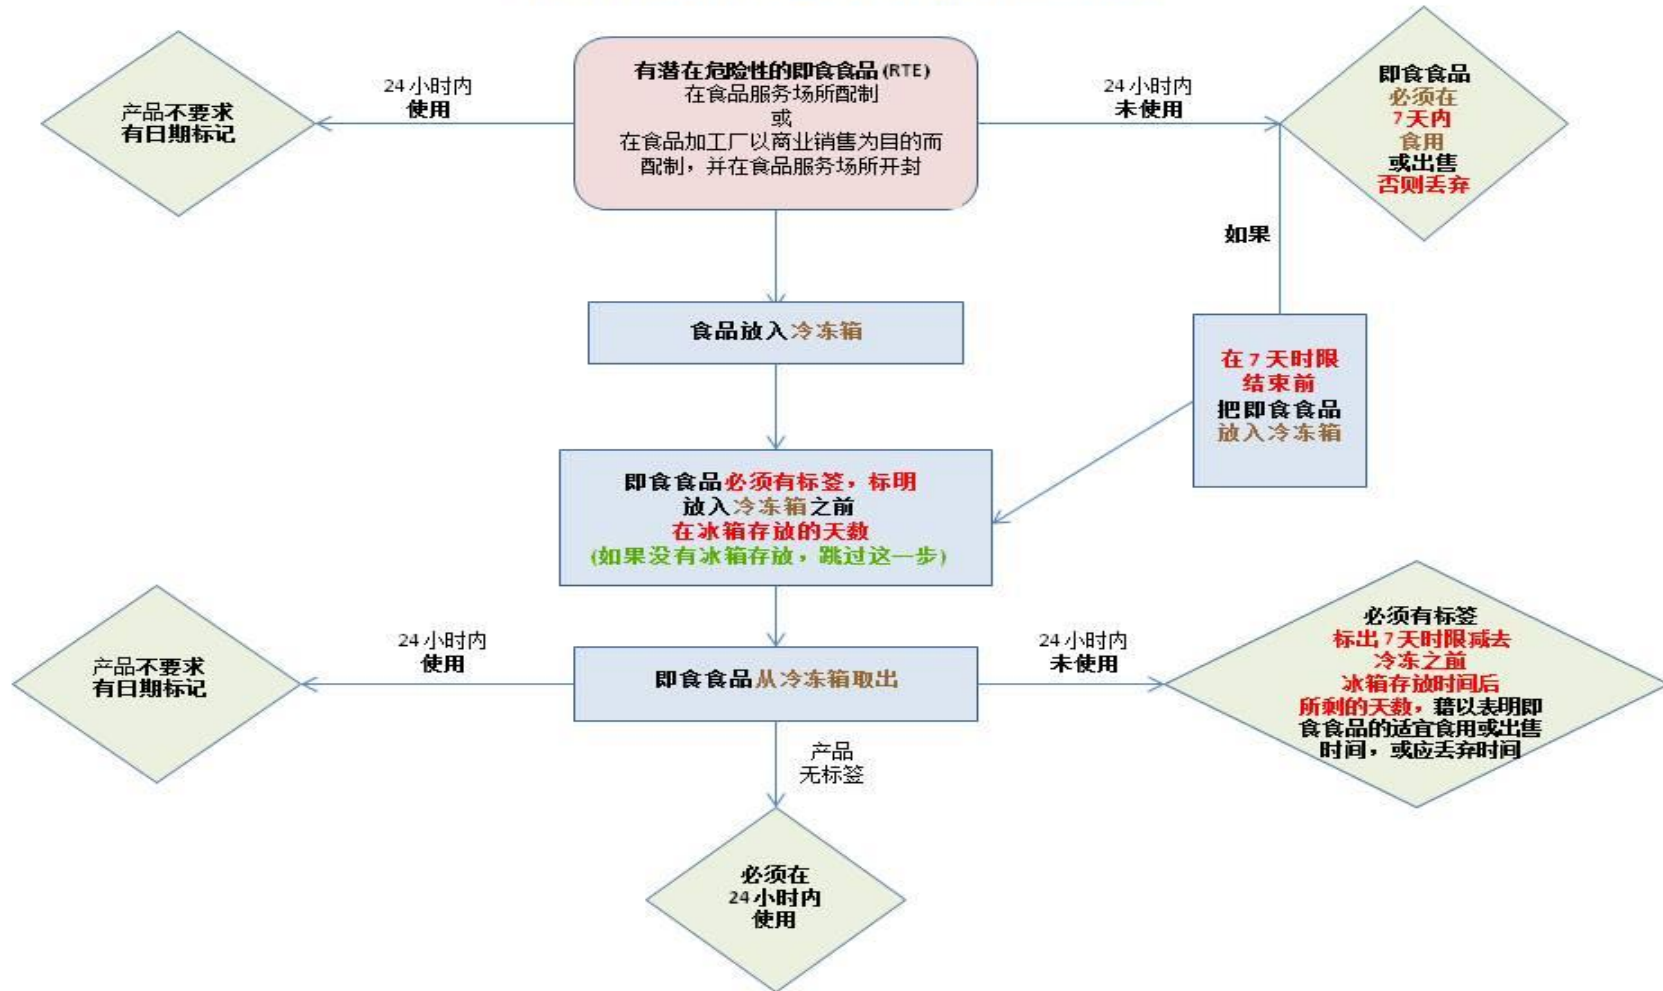 有潜在危险性的即食食品(RTE)
在食品服务场所配制
或
在食品加工厂以商业销售为目的而
配制，并在食品服务场所开封
24 小时内
使用
产品不要求
有日期标记
24 小时内
未使用
即食食品
必须在
7天内
食用
或出售
否则丢弃
如果
在 7 天时限
结束前
把即食食品
放入冷冻箱
食品放入冷冻箱
即食食品必须有标签，标明
放入冷冻箱之前
在冰箱存放的天数
(如果没有冰箱存放，跳过这一步)
即食食品从冷冻箱取出
24 小时内
使用
产品不要求
有日期标记
24 小时内
未使用
必须有标签
标出 7 天时限减去
冷冻之前
冰箱存放时间后
所剩的天数，藉以表明即
食食品的适宜食用或出售
时间，或应丢弃时间
产品
无标签
必须在
24 小时内
使用